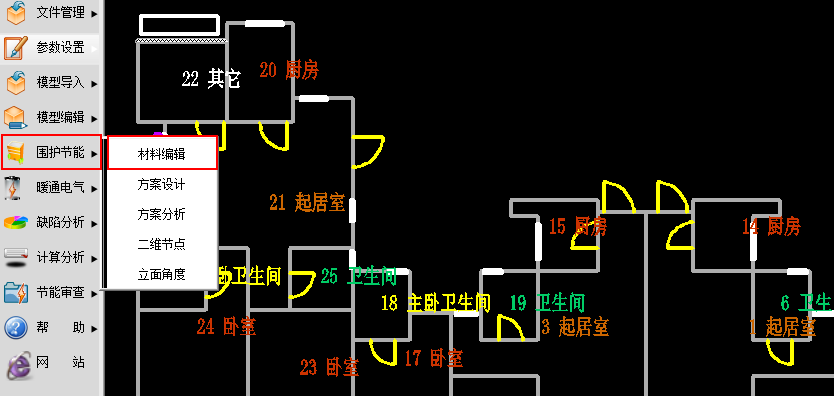 文件管理
参数设置
模型导入
模型编辑
围护节能
暖通电气
缺陷分析
计算分析
节能审查
帮 助
网 站
材料编辑
方案设计
方案分析
二维节点
立面角度
22 其它
20 厨房
21 起居室
15 厨房
14 厨房
卫生间
25 卫生间
18 主卧卫生间
19 卫生间
6 卫生
24 卧室
3 起居室
1 起居室
23 卧室
17 卧室